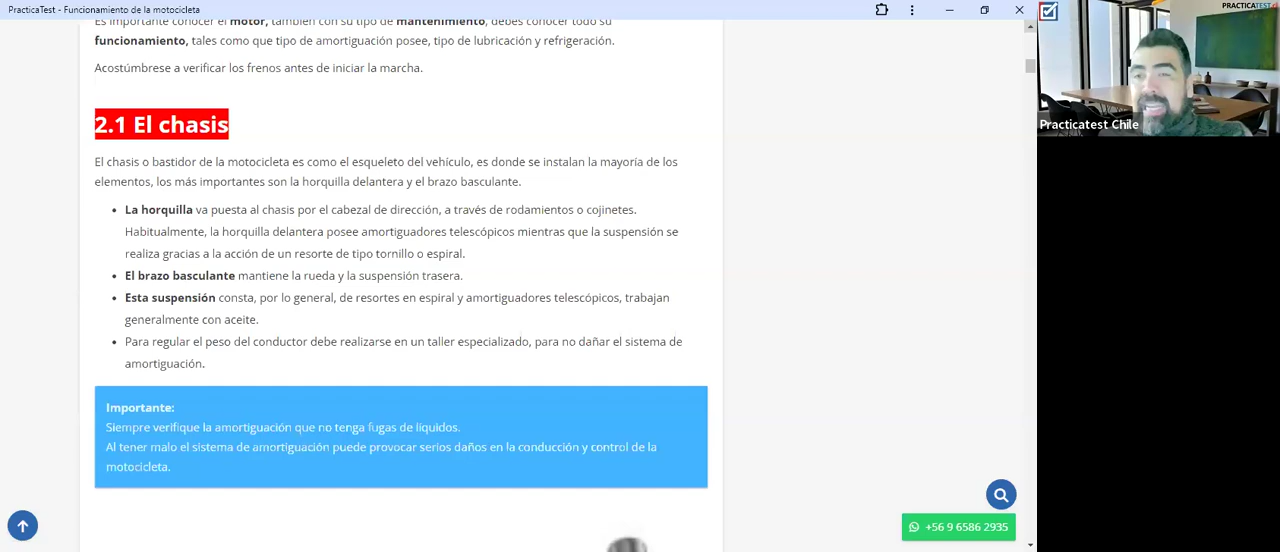 PracticaTest - Funcionamiento de la motocicleta
Es importante conocer el motor, también con su tipo de mantenimiento, debes conocer todo su
funcionamiento, tales como que tipo de amortiguación posee, tipo de lubricación y refrigeración.
Acostúmbrese a verificar los frenos antes de iniciar la marcha.
2.1 El chasis
El chasis o bastidor de la motocicleta es como el esqueleto del vehículo, es donde se instalan la mayoría de los
elementos, los más importantes son la horquilla delantera y el brazo basculante.
• La horquilla va puesta al chasis por el cabezal de dirección, a través de rodamientos o cojinetes.
Habitualmente, la horquilla delantera posee amortiguadores telescópicos mientras que la suspensión se
realiza gracias a la acción de un resorte de tipo tornillo o espiral.
• El brazo basculante mantiene la rueda y la suspensión trasera.
• Esta suspensión consta, por lo general, de resortes en espiral y amortiguadores telescópicos, trabajan
generalmente con aceite.
• Para regular el peso del conductor debe realizarse en un taller especializado, para no dañar el sistema de
amortiguación.
Importante:
Siempre verifique la amortiguación que no tenga fugas de líquidos.
Al tener malo el sistema de amortiguación puede provocar serios daños en la conducción y control de la
motocicleta.
+56 9 6586 2935
PRACTICATEST
Practicatest Chile